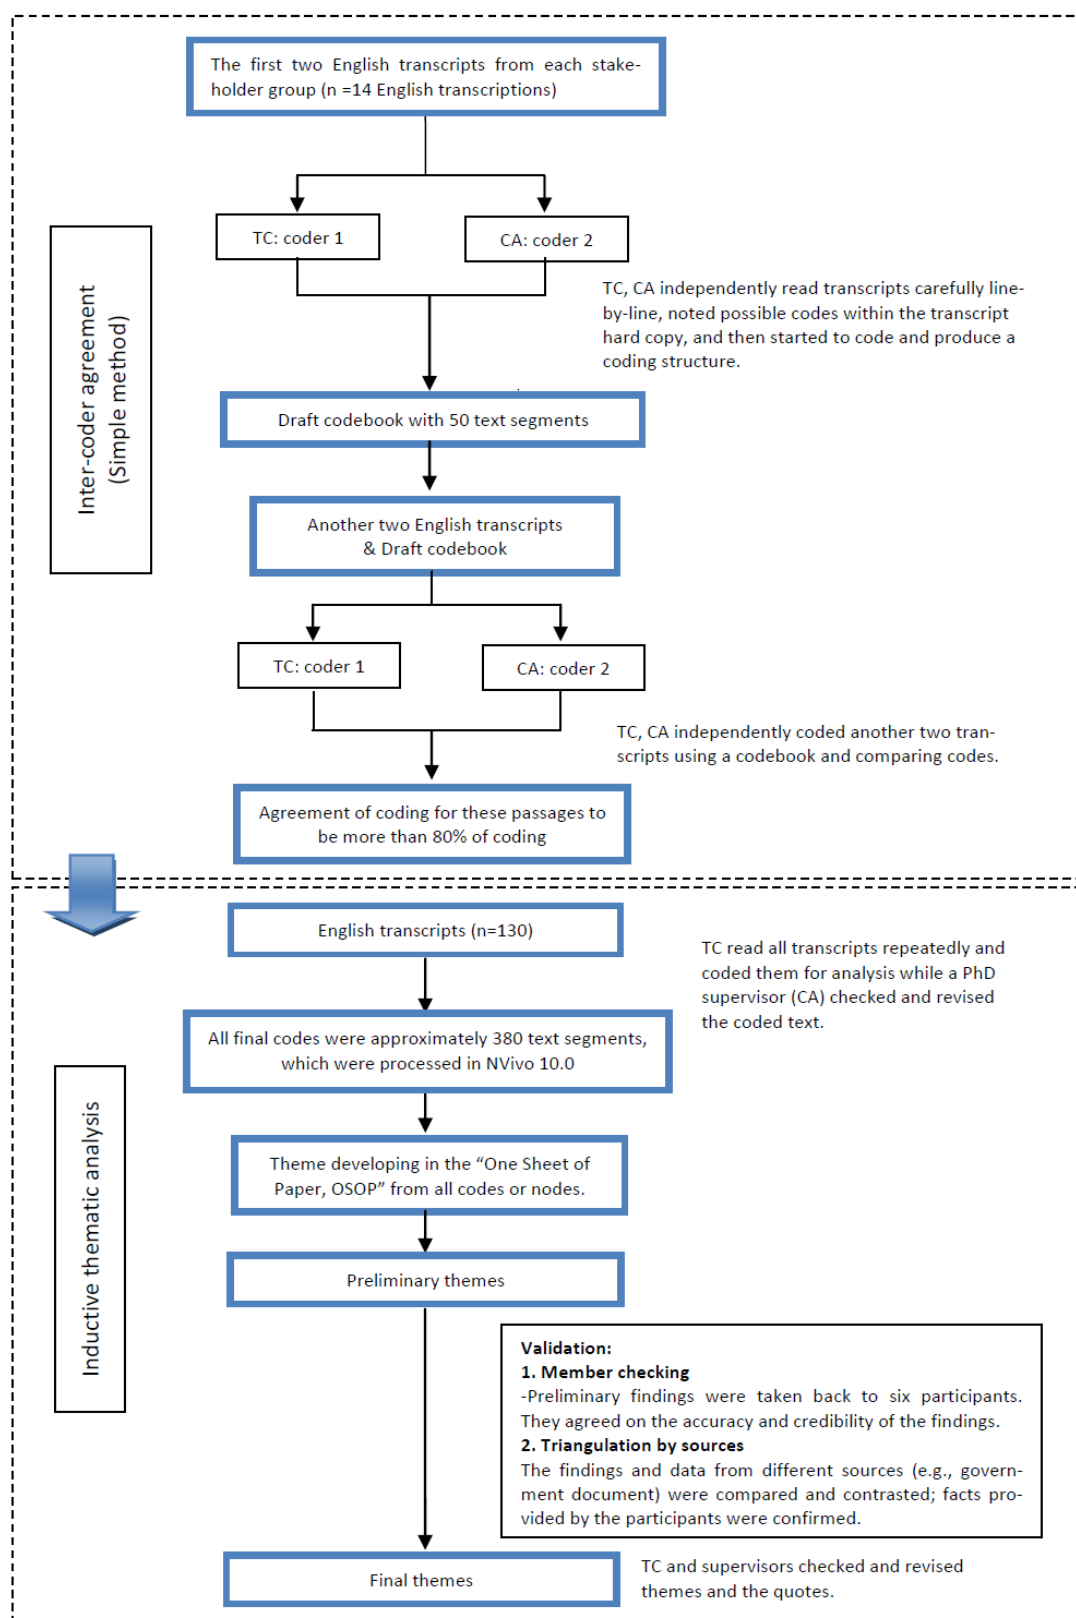 The first two English transcripts from each stake-
holder group (n =14 English transcriptions)
TC: coder 1
CA: coder 2
Inter-coder agreement
(Simple method)
TC, CA independently read transcripts carefully line-
by-line, noted possible codes within the transcript
hard copy, and then started to code and produce a
coding structure.
Draft codebook with 50 text segments
Another two English transcripts
& Draft codebook
TC: coder 1
CA: coder 2
TC, CA independently coded another two tran-
scripts using a codebook and comparing codes.
Agreement of coding for these passages to
be more than 80% of coding
English transcripts (n=130)
TC read all transcripts repeatedly and
coded them for analysis while a PhD
supervisor (CA) checked and revised
the coded text.
All final codes were approximately 380 text segments,
which were processed in NVivo 10.0
Inductive thematic analysis
Theme developing in the “One Sheet of
Paper, OSOP” from all codes or nodes.
Preliminary themes
Validation:
1. Member checking
-Preliminary findings were taken back to six participants.
They agreed on the accuracy and credibility of the findings.
2. Triangulation by sources
The findings and data from different sources (e.g., govern-
ment document) were compared and contrasted; facts pro-
vided by the participants were confirmed.
Final themes
TC and supervisors checked and revised
themes and the quotes.